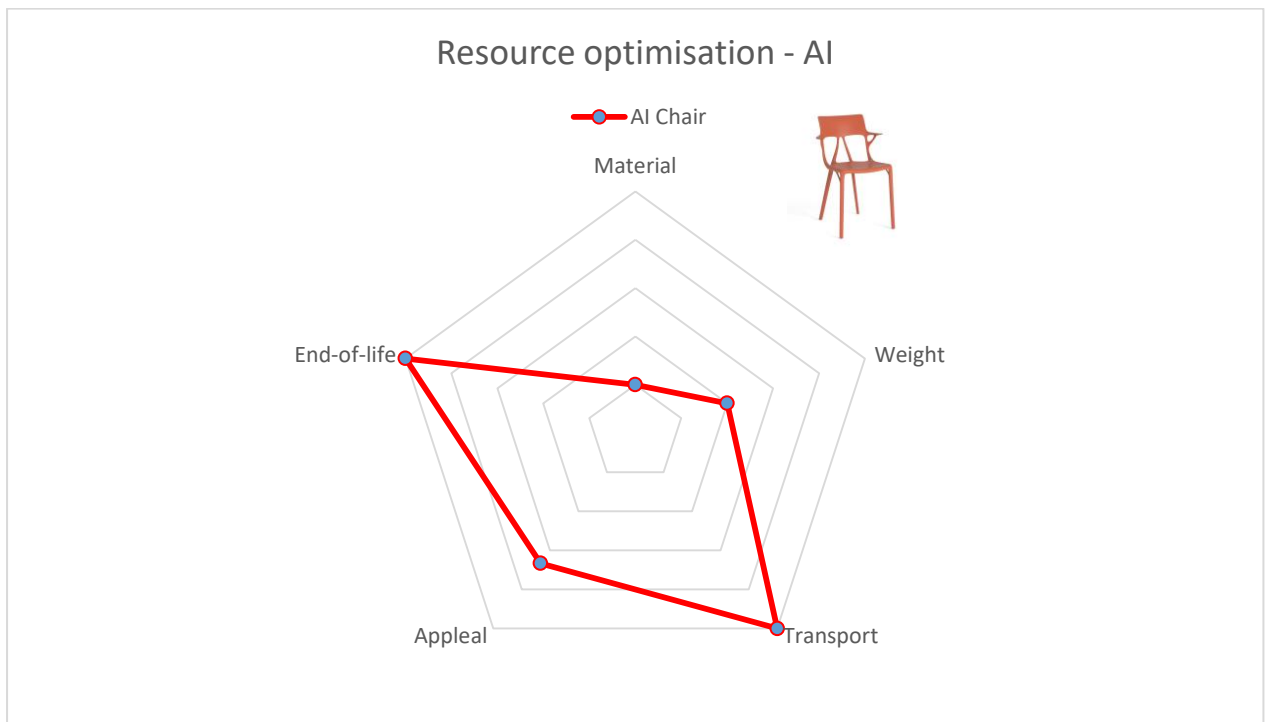 Resource optimisation - AI
AI Chair
Material
End-of-life
Weight
Appleal
Transport